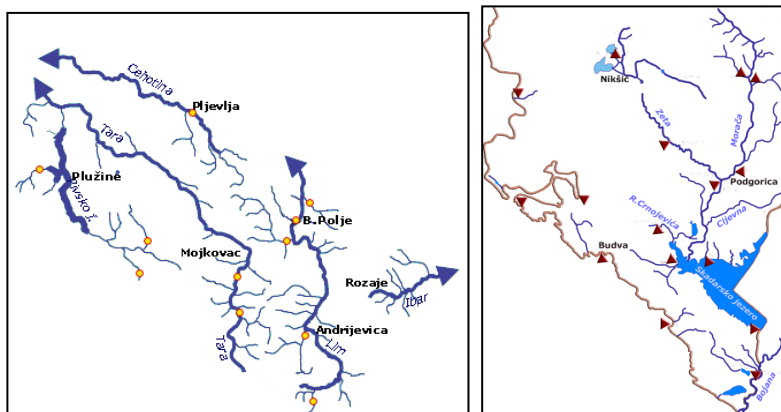 Cehotina
Pljevlja
Tara
Plužine
Pivsko j.
B.Polje
Mojkovac
Rozaje
Ibar
Andrijevica
Lim
Tara
Nikšić
Zeta
Morača
Podgorica
R.Crnojevića
Cijevna
Budva
Skadarsko jezero
Bojana